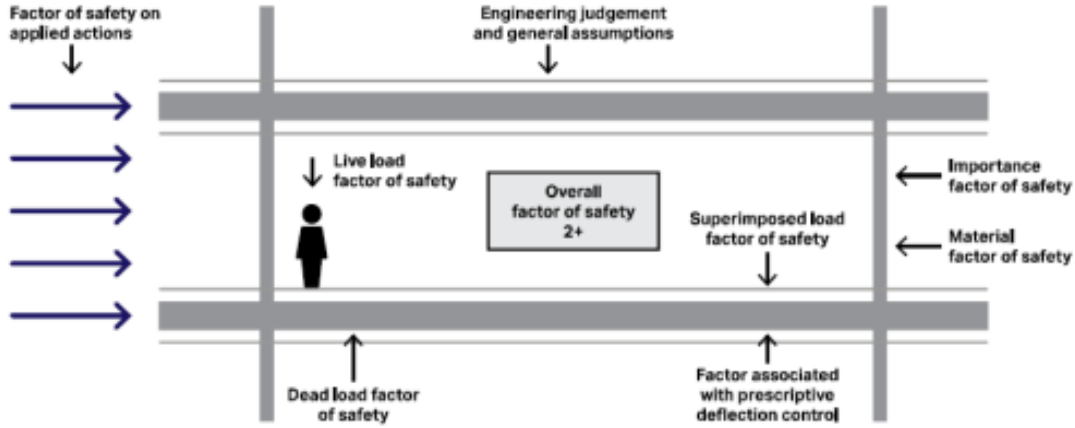 Factor of safety on
applied actions
Engineering judgement
and general assumptions
Live load
factor of safety
Overall
factor of safety
2+
Superimposed load
factor of safety
Importance
factor of safety
Material
factor of safety
Dead load factor
of safety
Factor associated
with prescriptive
deflection control